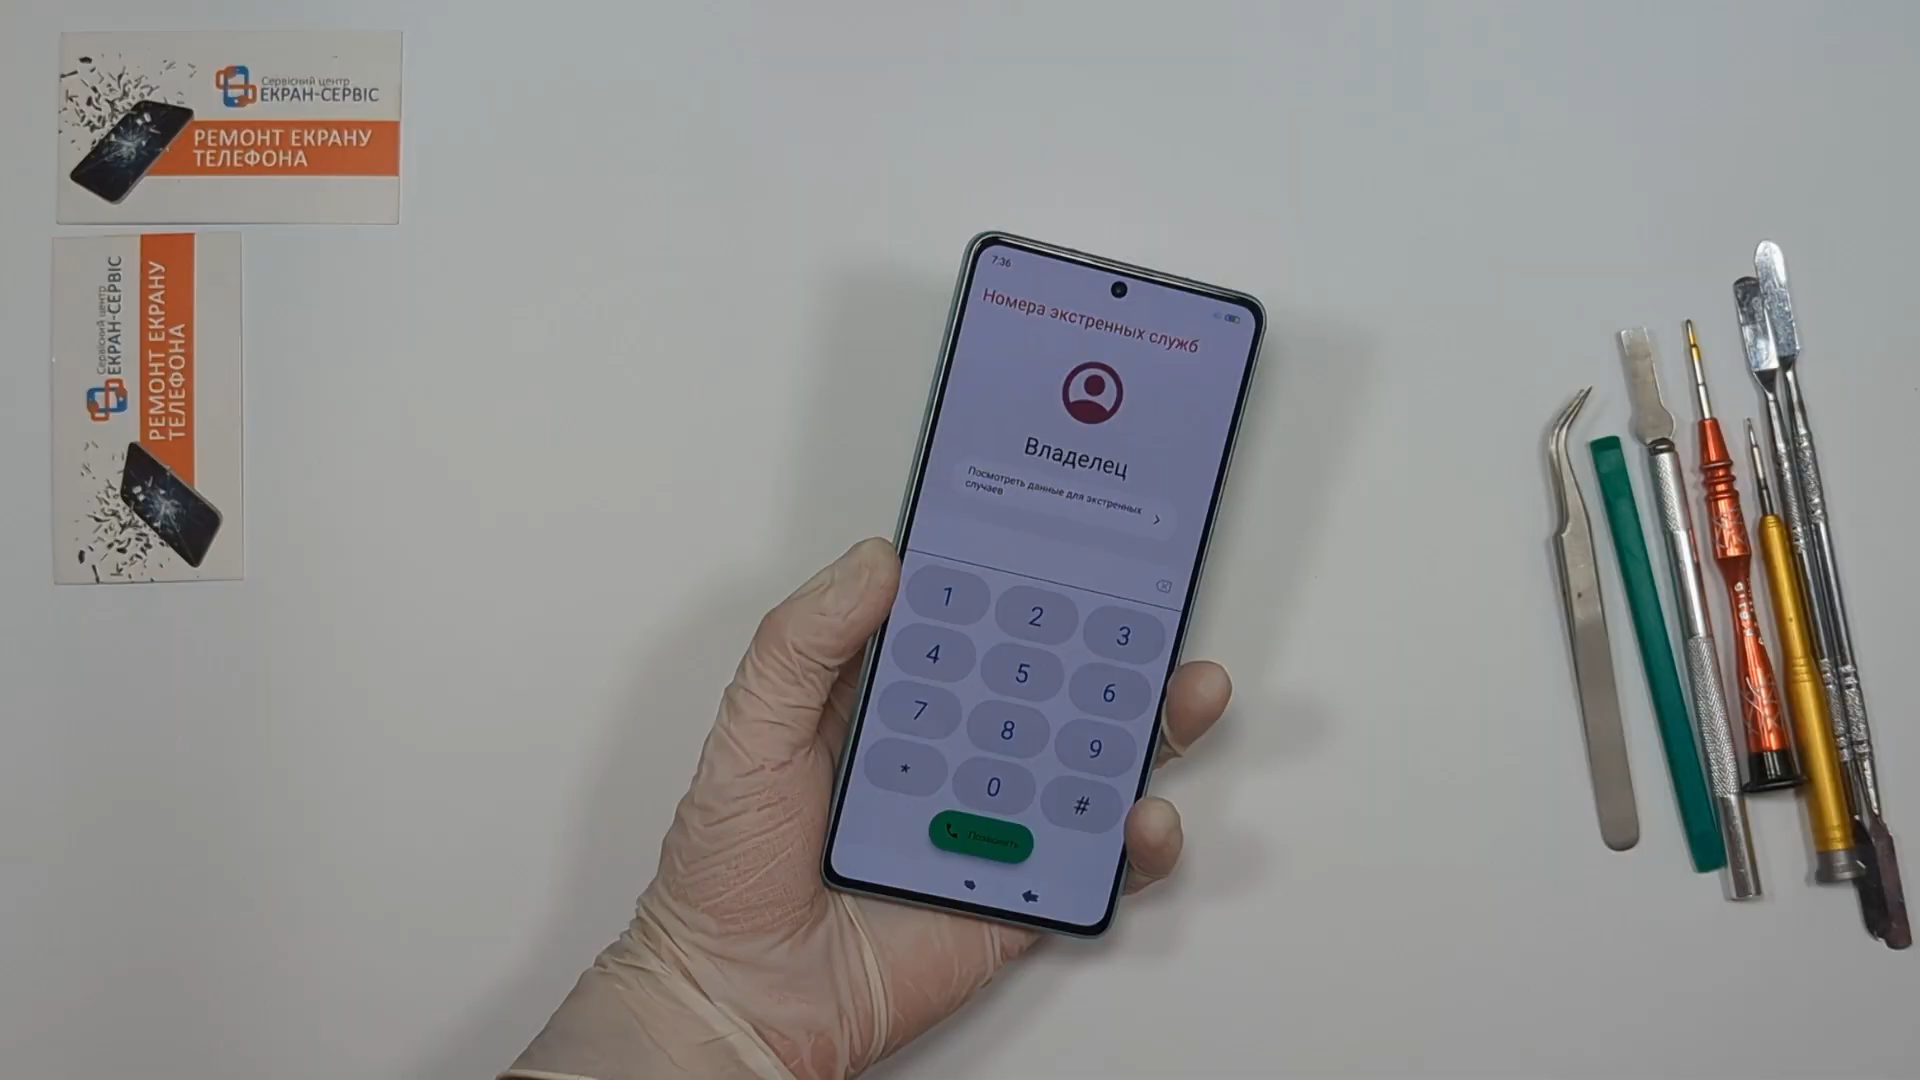 Сервісний центр
ЕКРАН-СЕРВІС
РЕМОНТ ЕКРАНУ
ТЕЛЕФОНА
Сервісний центр
ЕКРАН-СЕРВІС
РЕМОНТ ЕКРАНУ
ТЕЛЕФОНА
7:36
Номера экстренных служб
Владелец
Посмотреть данные для экстренных
случаев
1 2 3
4 5 6
7 8 9
* 0 #
Позвонить